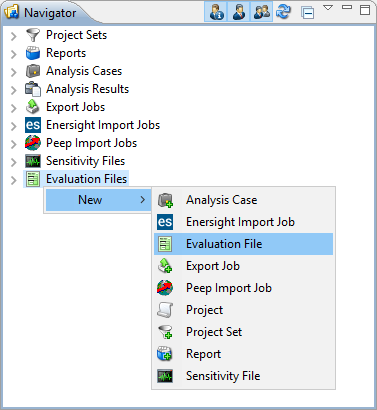 Navigator
Project Sets
Reports
Analysis Cases
Analysis Results
Export Jobs
es Enersight Import Jobs
Peep Import Jobs
Sensitivity Files
Evaluation Files
New
Analysis Case
es Enersight Import Job
Evaluation File
Export Job
Peep Import Job
Project
Project Set
Report
Sensitivity File